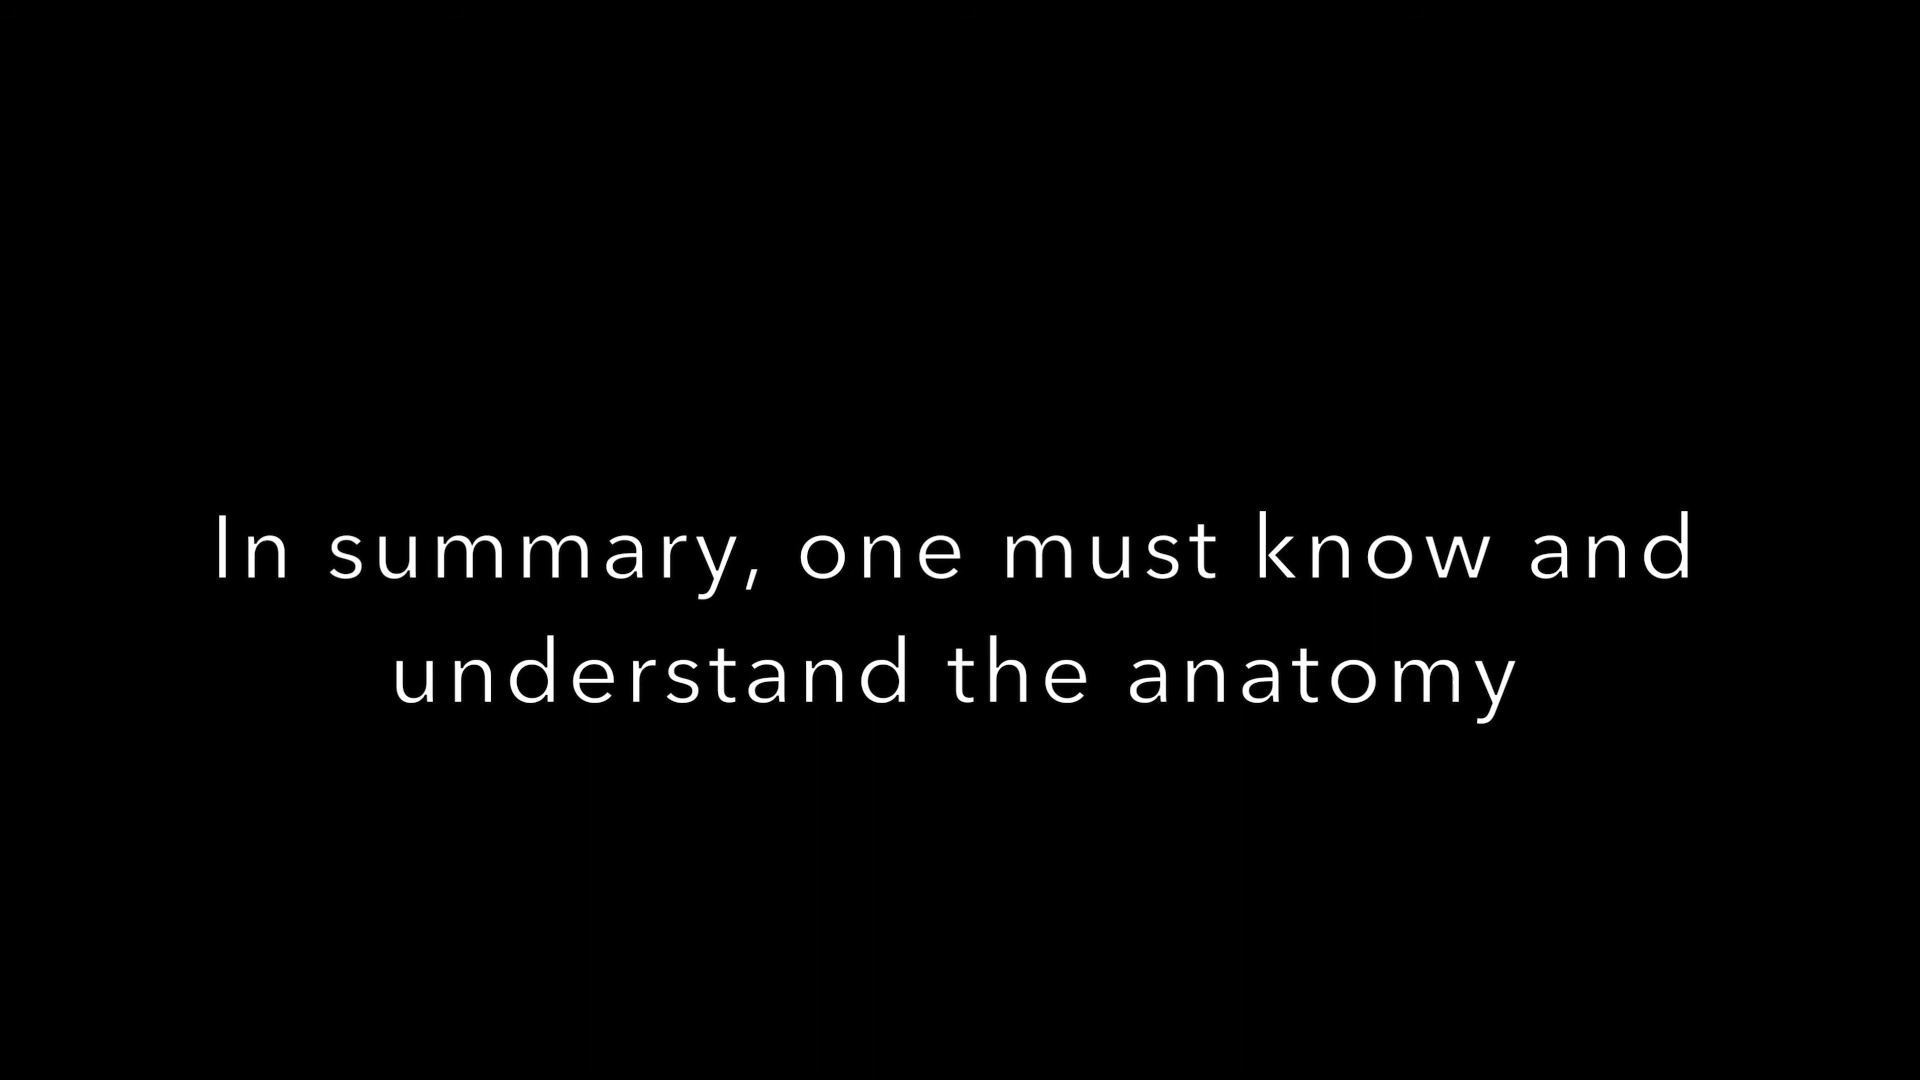 In summary, one must know and
understand the anatomy